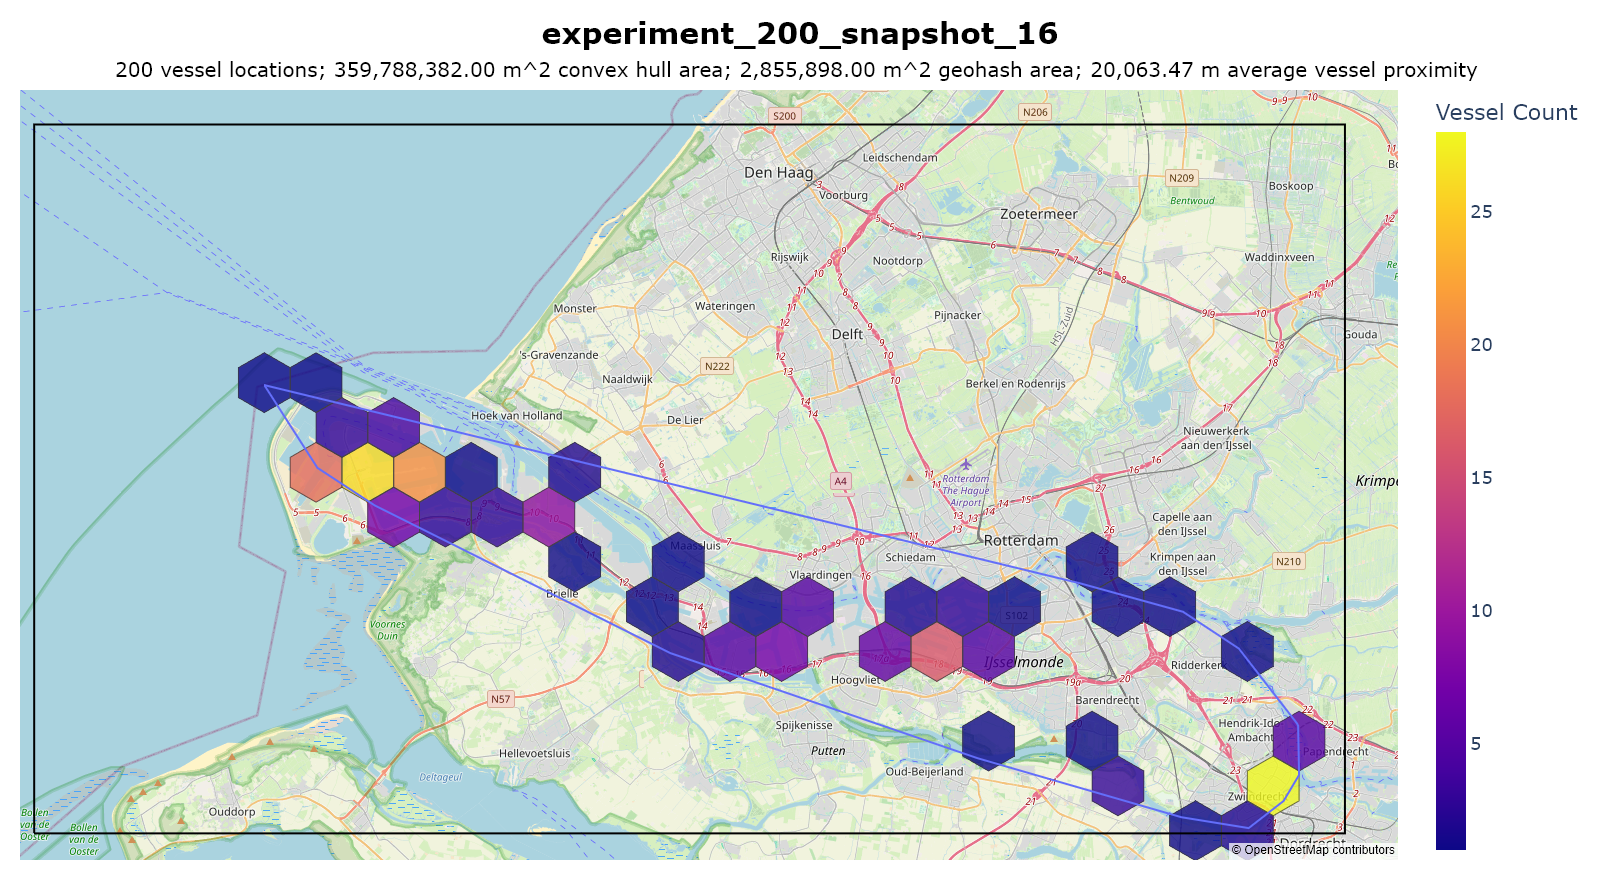 experiment_200_snapshot_16
200 vessel locations; 359,788,382.00 m^2 convex hull area; 2,855,898.00 m^2 geohash area; 20,063.47 m average vessel proximity
Vessel Count
25
20
15
10
5
S200
N206
Leidschendam
Den Haag
Voorburg
N209
Boskoop
Bentwoud
Zoetermeer
Rijswijk
Nootdorp
Waddinxveen
Monster
Wateringen
Pijnacker
HSL-Zuid
Delft
Gouda
's-Gravenzande
N222
Naaldwijk
Berkel en Rodenrijs
Hoek van Holland
De Lier
Nieuwerkerk
aan den IJssel
A4
Rotterdam
The Hague
Airport
Krimpe
Capelle aan
den IJssel
Rotterdam
Maassluis
Schiedam
Krimpen aan
den IJssel
N210
Vlaardingen
Brielle
S102
Voornes
Duin
IJsselmonde
Ridderkerk
Hoogvliet
N57
Barendrecht
Spijkenisse
Hendrik-Ido-
Ambacht
Papendrecht
Hellevoetsluis
Putten
Oud-Beijerland
Deltageul
Zwijndrecht
Ouddorp
Bollen
van de
Ooster
Bollen
van de
Ooster
Dordrecht
© OpenStreetMap contributors